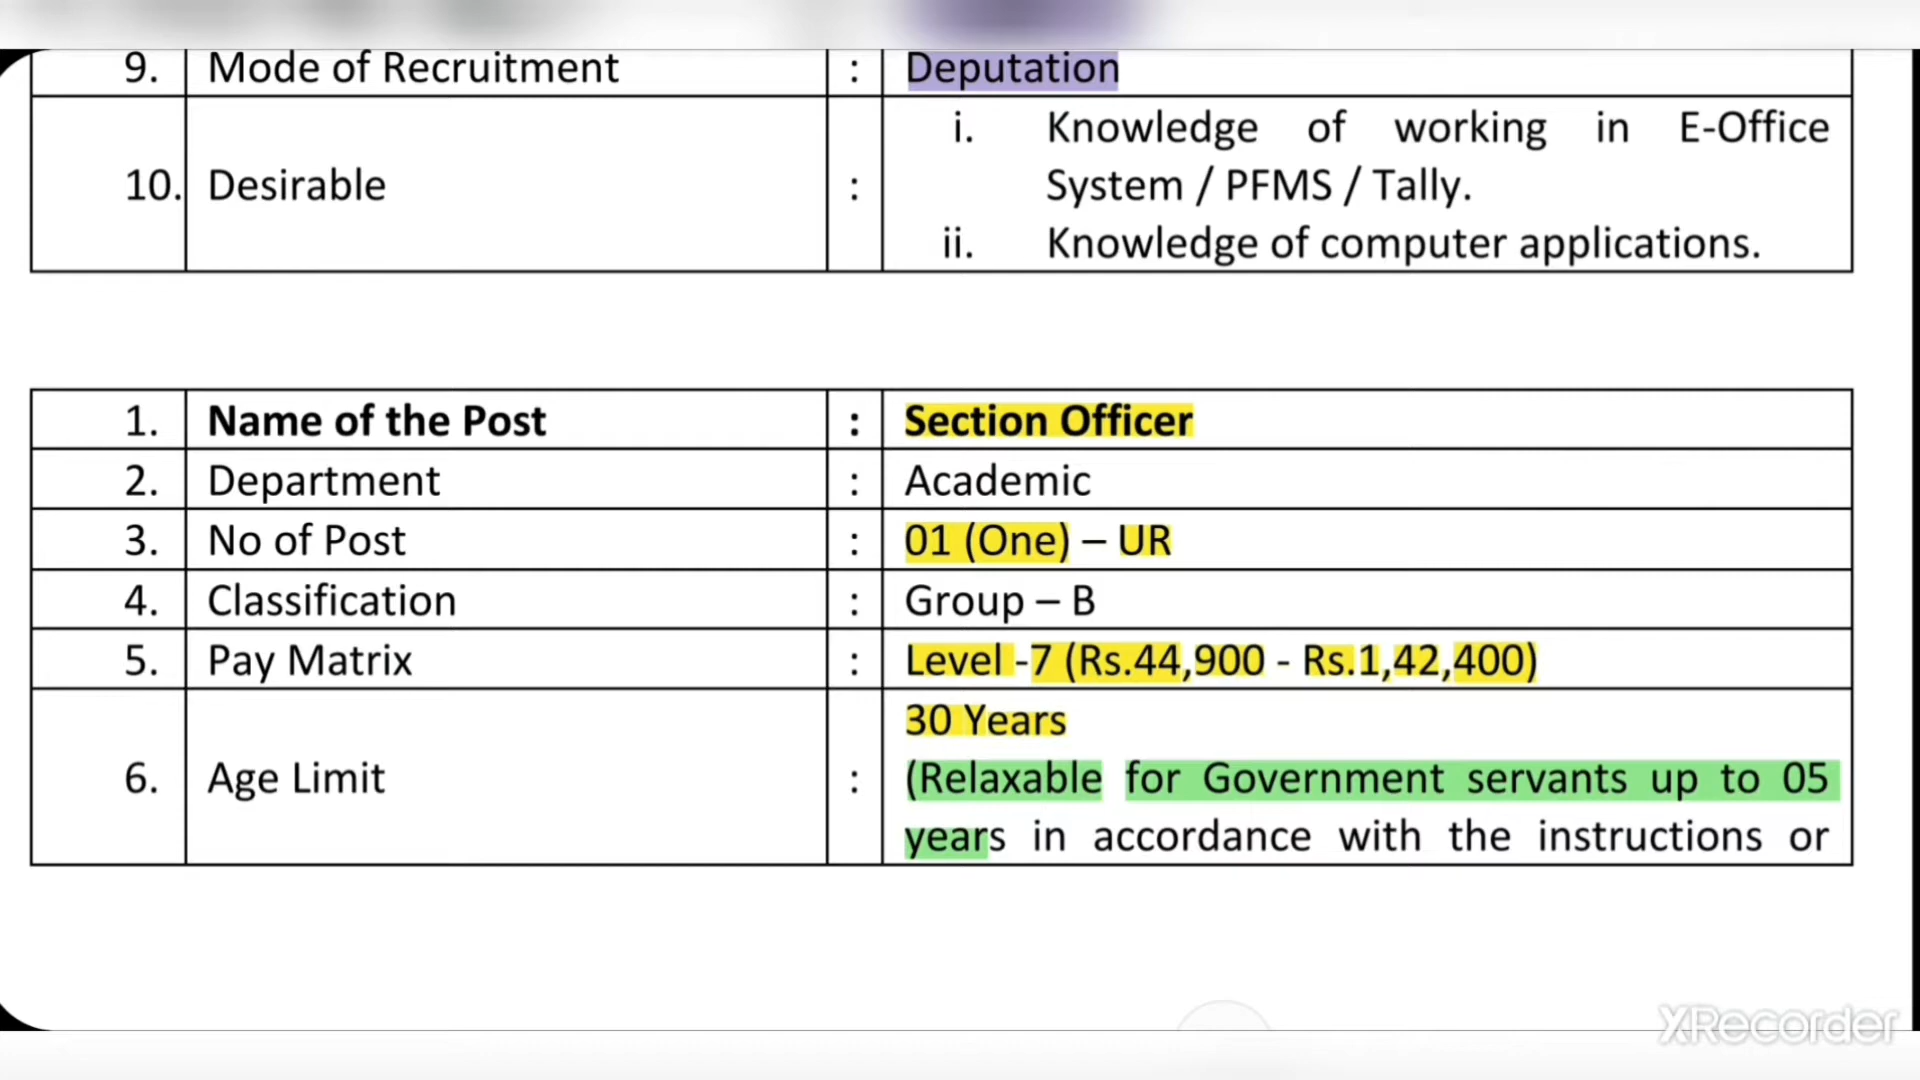 9. Mode of Recruitment : Deputation
10. Desirable :
i. Knowledge of working in E-Office
System / PFMS / Tally.
ii. Knowledge of computer applications.
1. Name of the Post : Section Officer
2. Department : Academic
3. No of Post : 01 (One) – UR
4. Classification : Group – B
5. Pay Matrix : Level -7 (Rs.44,900 - Rs.1,42,400)
6. Age Limit :
30 Years
(Relaxable for Government servants up to 05
years in accordance with the instructions or
XRecorder